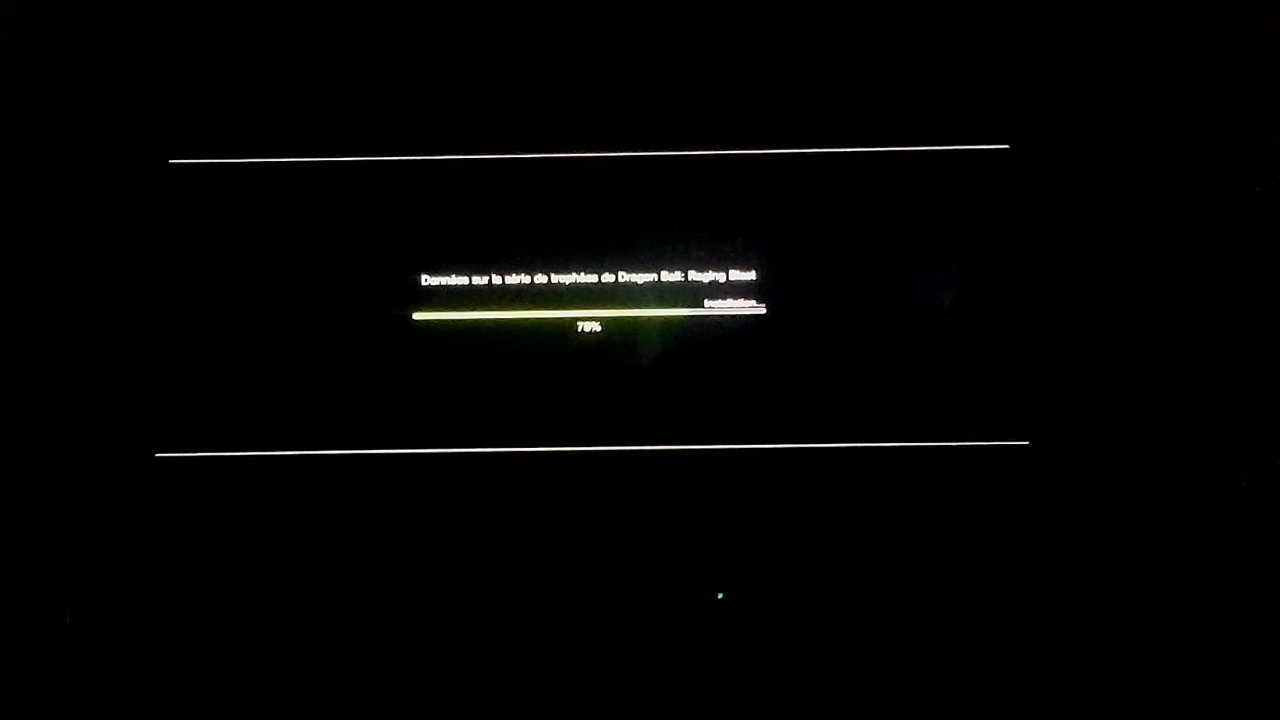 Données sur la série de trophées de Dragon Ball: Raging Blast
Installation...
78%